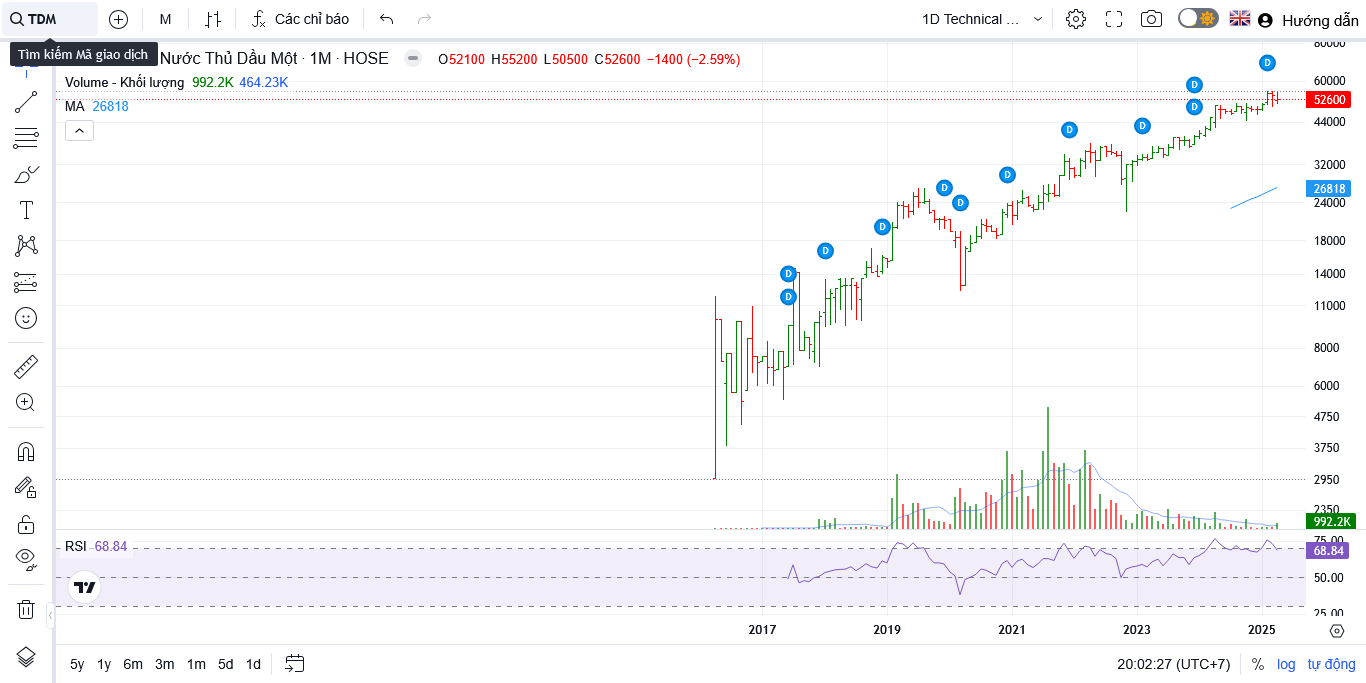 TDM M Các chỉ báo 1D Technical ... Hướng dẫn
Tìm kiếm Mã giao dịch
Nước Thủ Dầu Một · 1M · HOSE O52100 H55200 L50500 C52600 −1400 (−2.59%)
Volume - Khối lượng 992.2K 464.23K
MA 26818
80000
60000
52600
44000
32000
26818
24000
18000
14000
11000
8000
6000
4750
3750
2950
2350
992.2K
D
D
D
D
D
D
D
D
D
D
D
D
RSI 68.84
75.00
68.84
50.00
25.00
2017 2019 2021 2023 2025
5y 1y 6m 3m 1m 5d 1d 20:02:27 (UTC+7) % log tự động